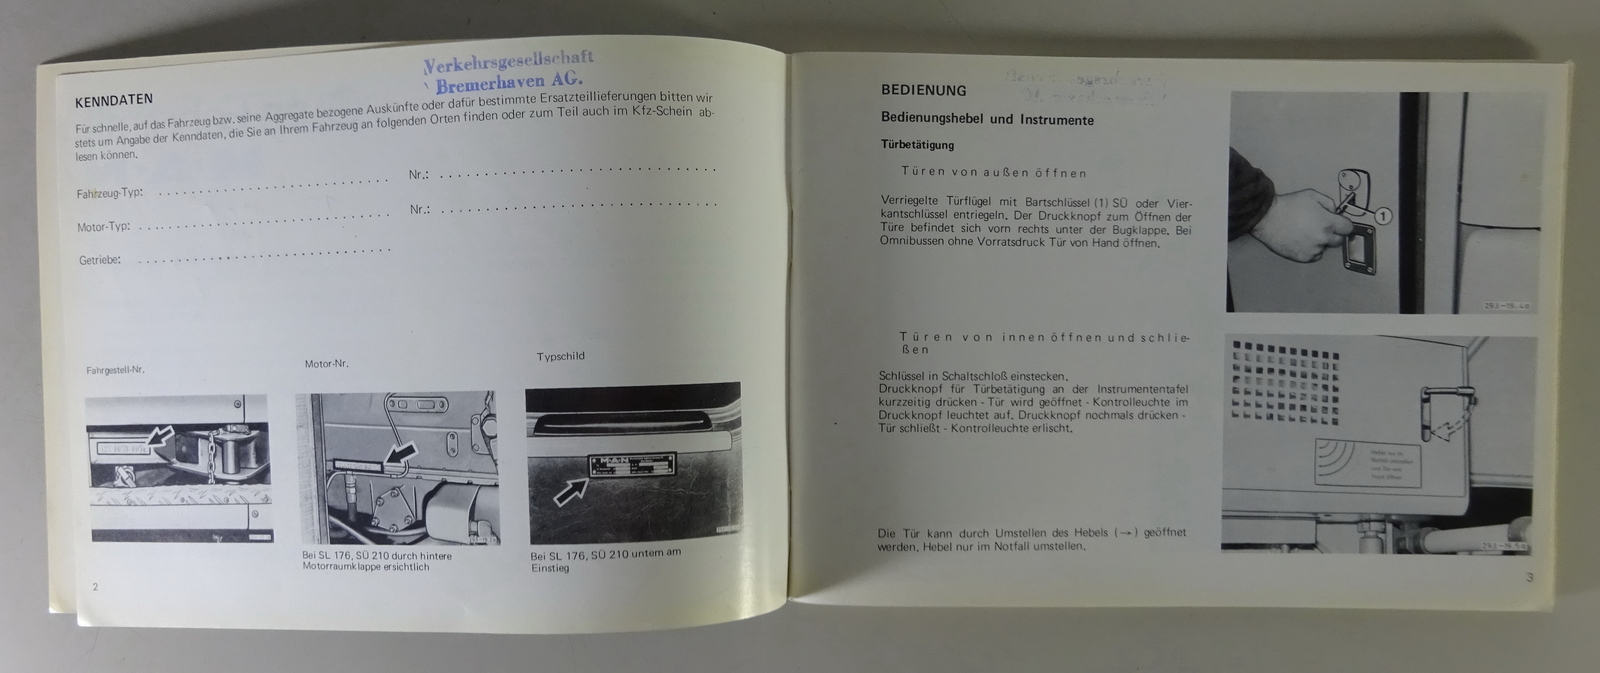 Verkehrsgesellschaft
Bremerhaven AG.
KENNDATEN
Für schnelle, auf das Fahrzeug bzw. seine Aggregate bezogene Auskünfte oder dafür bestimmte Ersatzteillieferungen bitten wir
stets um Angabe der Kenndaten, die Sie an Ihrem Fahrzeug an folgenden Orten finden oder zum Teil auch im Kfz-Schein ab-
lesen können.
Fahrzeug-Typ: Nr.:
Motor-Typ: Nr.:
Getriebe:
Fahrgestell-Nr.
Motor-Nr.
Typschild
M·A·N
Bei SL 176, SÜ 210 durch hintere
Motorraumklappe ersichtlich
Bei SL 176, SÜ 210 untem am
Einstieg
2
BEDIENUNG
Bedienungshebel und Instrumente
Türbetätigung
Türen von außen öffnen
Verriegelte Türflügel mit Bartschlüssel (1) SÜ oder Vier-
kantschlüssel entriegeln. Der Druckknopf zum Öffnen der
Türe befindet sich vorn rechts unter der Bugklappe. Bei
Omnibussen ohne Vorratsdruck Tür von Hand öffnen.
1
Türen von innen öffnen und schlie-
ßen
Schlüssel in Schaltschloß einstecken.
Druckknopf für Türbetätigung an der Instrumententafel
kurzzeitig drücken - Tür wird geöffnet - Kontrolleuchte im
Druckknopf leuchtet auf. Druckknopf nochmals drücken -
Tür schließt - Kontrolleuchte erlischt.
Die Tür kann durch Umstellen des Hebels (→) geöffnet
werden. Hebel nur im Notfall umstellen.
3